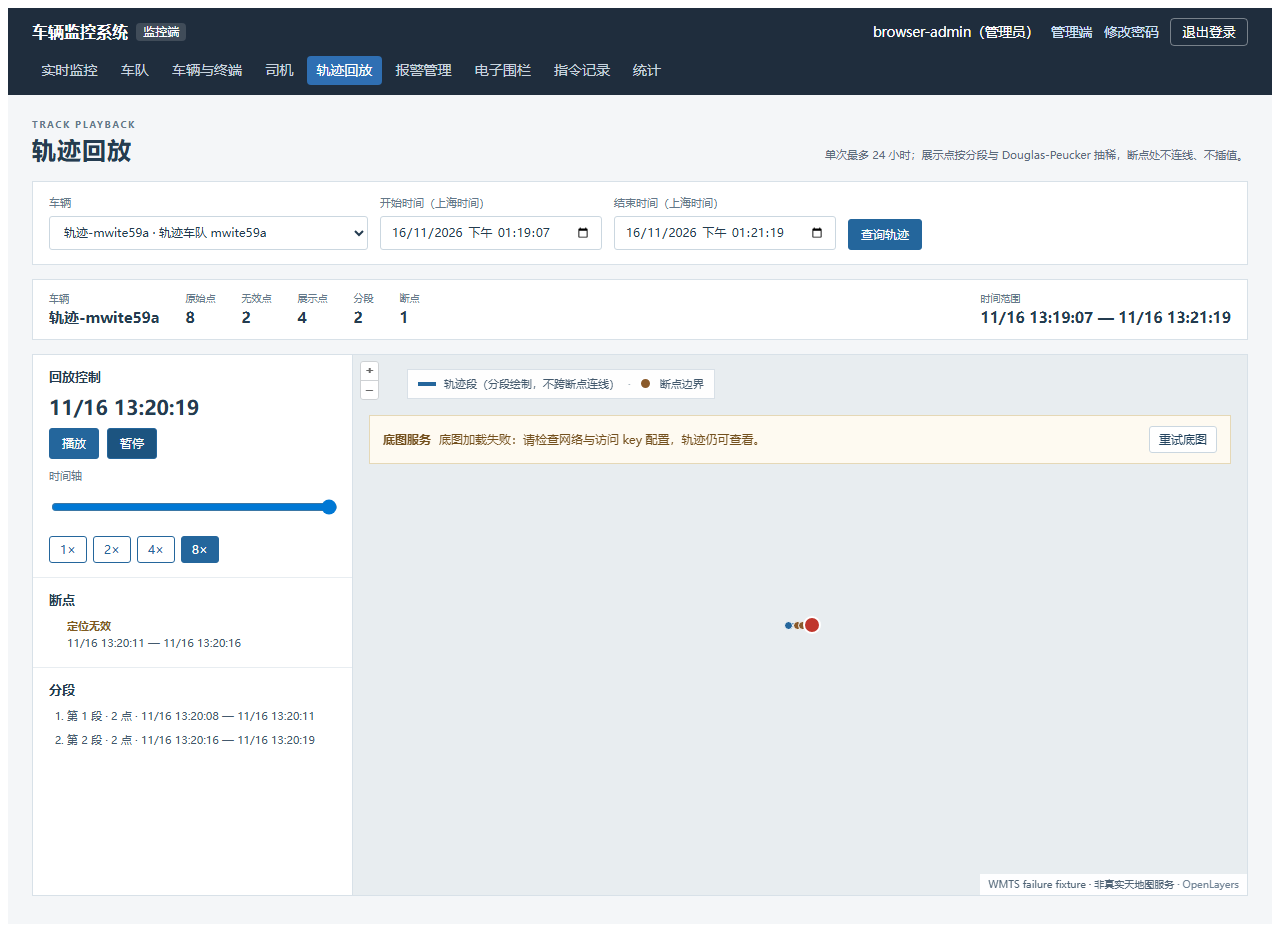 车辆监控系统 监控端
browser-admin（管理员） 管理端 修改密码 退出登录
实时监控 车队 车辆与终端 司机 轨迹回放 报警管理 电子围栏 指令记录 统计
TRACK PLAYBACK
轨迹回放
单次最多 24 小时；展示点按分段与 Douglas-Peucker 抽稀，断点处不连线、不插值。
车辆 开始时间（上海时间） 结束时间（上海时间）
轨迹-mwite59a · 轨迹车队 mwite59a 16/11/2026 下午 01:19:07 16/11/2026 下午 01:21:19 查询轨迹
车辆 原始点 无效点 展示点 分段 断点 时间范围
轨迹-mwite59a 8 2 4 2 1 11/16 13:19:07 — 11/16 13:21:19
回放控制
11/16 13:20:19
播放 暂停
时间轴
1× 2× 4× 8×
断点
定位无效
11/16 13:20:11 — 11/16 13:20:16
分段
1. 第 1 段 · 2 点 · 11/16 13:20:08 — 11/16 13:20:11
2. 第 2 段 · 2 点 · 11/16 13:20:16 — 11/16 13:20:19
+
–
轨迹段（分段绘制，不跨断点连线） · 断点边界
底图服务 底图加载失败：请检查网络与访问 key 配置，轨迹仍可查看。 重试底图
WMTS failure fixture · 非真实天地图服务 · OpenLayers